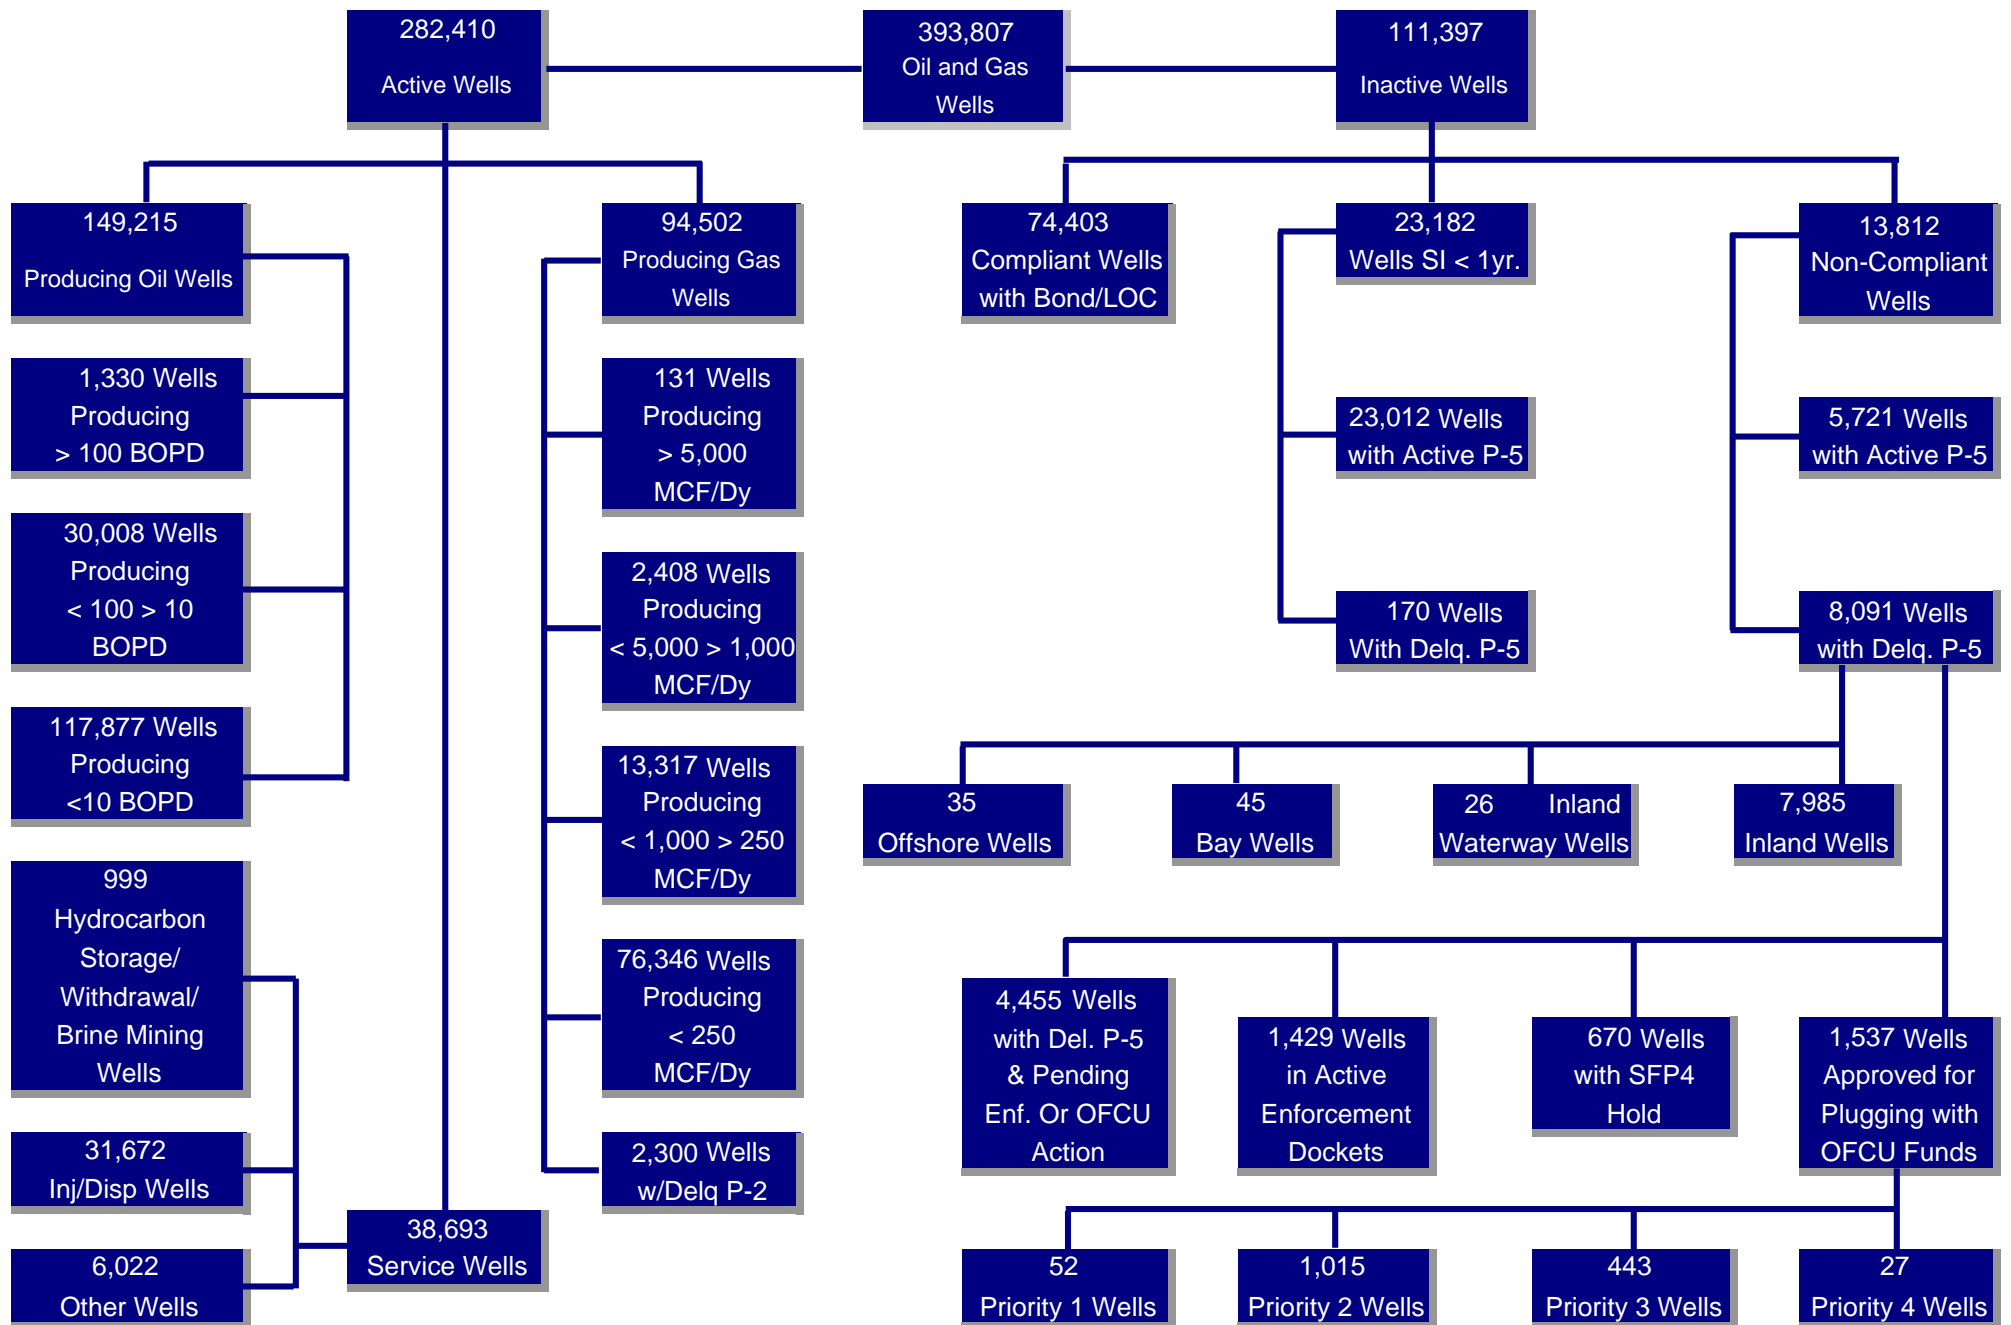 282,410
Active Wells
393,807
Oil and Gas
Wells
111,397
Inactive Wells
149,215
Producing Oil Wells
1,330 Wells
Producing
> 100 BOPD
30,008 Wells
Producing
< 100 > 10
BOPD
117,877 Wells
Producing
<10 BOPD
999
Hydrocarbon
Storage/
Withdrawal/
Brine Mining
Wells
31,672
Inj/Disp Wells
6,022
Other Wells
38,693
Service Wells
94,502
Producing Gas
Wells
131 Wells
Producing
> 5,000
MCF/Dy
2,408 Wells
Producing
< 5,000 > 1,000
MCF/Dy
13,317 Wells
Producing
< 1,000 > 250
MCF/Dy
76,346 Wells
Producing
< 250
MCF/Dy
2,300 Wells
w/Delq P-2
74,403
Compliant Wells
with Bond/LOC
23,182
Wells SI < 1yr.
23,012 Wells
with Active P-5
170 Wells
With Delq. P-5
13,812
Non-Compliant
Wells
5,721 Wells
with Active P-5
8,091 Wells
with Delq. P-5
35
Offshore Wells
45
Bay Wells
26 Inland
Waterway Wells
7,985
Inland Wells
4,455 Wells
with Del. P-5
& Pending
Enf. Or OFCU
Action
1,429 Wells
in Active
Enforcement
Dockets
670 Wells
with SFP4
Hold
1,537 Wells
Approved for
Plugging with
OFCU Funds
52
Priority 1 Wells
1,015
Priority 2 Wells
443
Priority 3 Wells
27
Priority 4 Wells